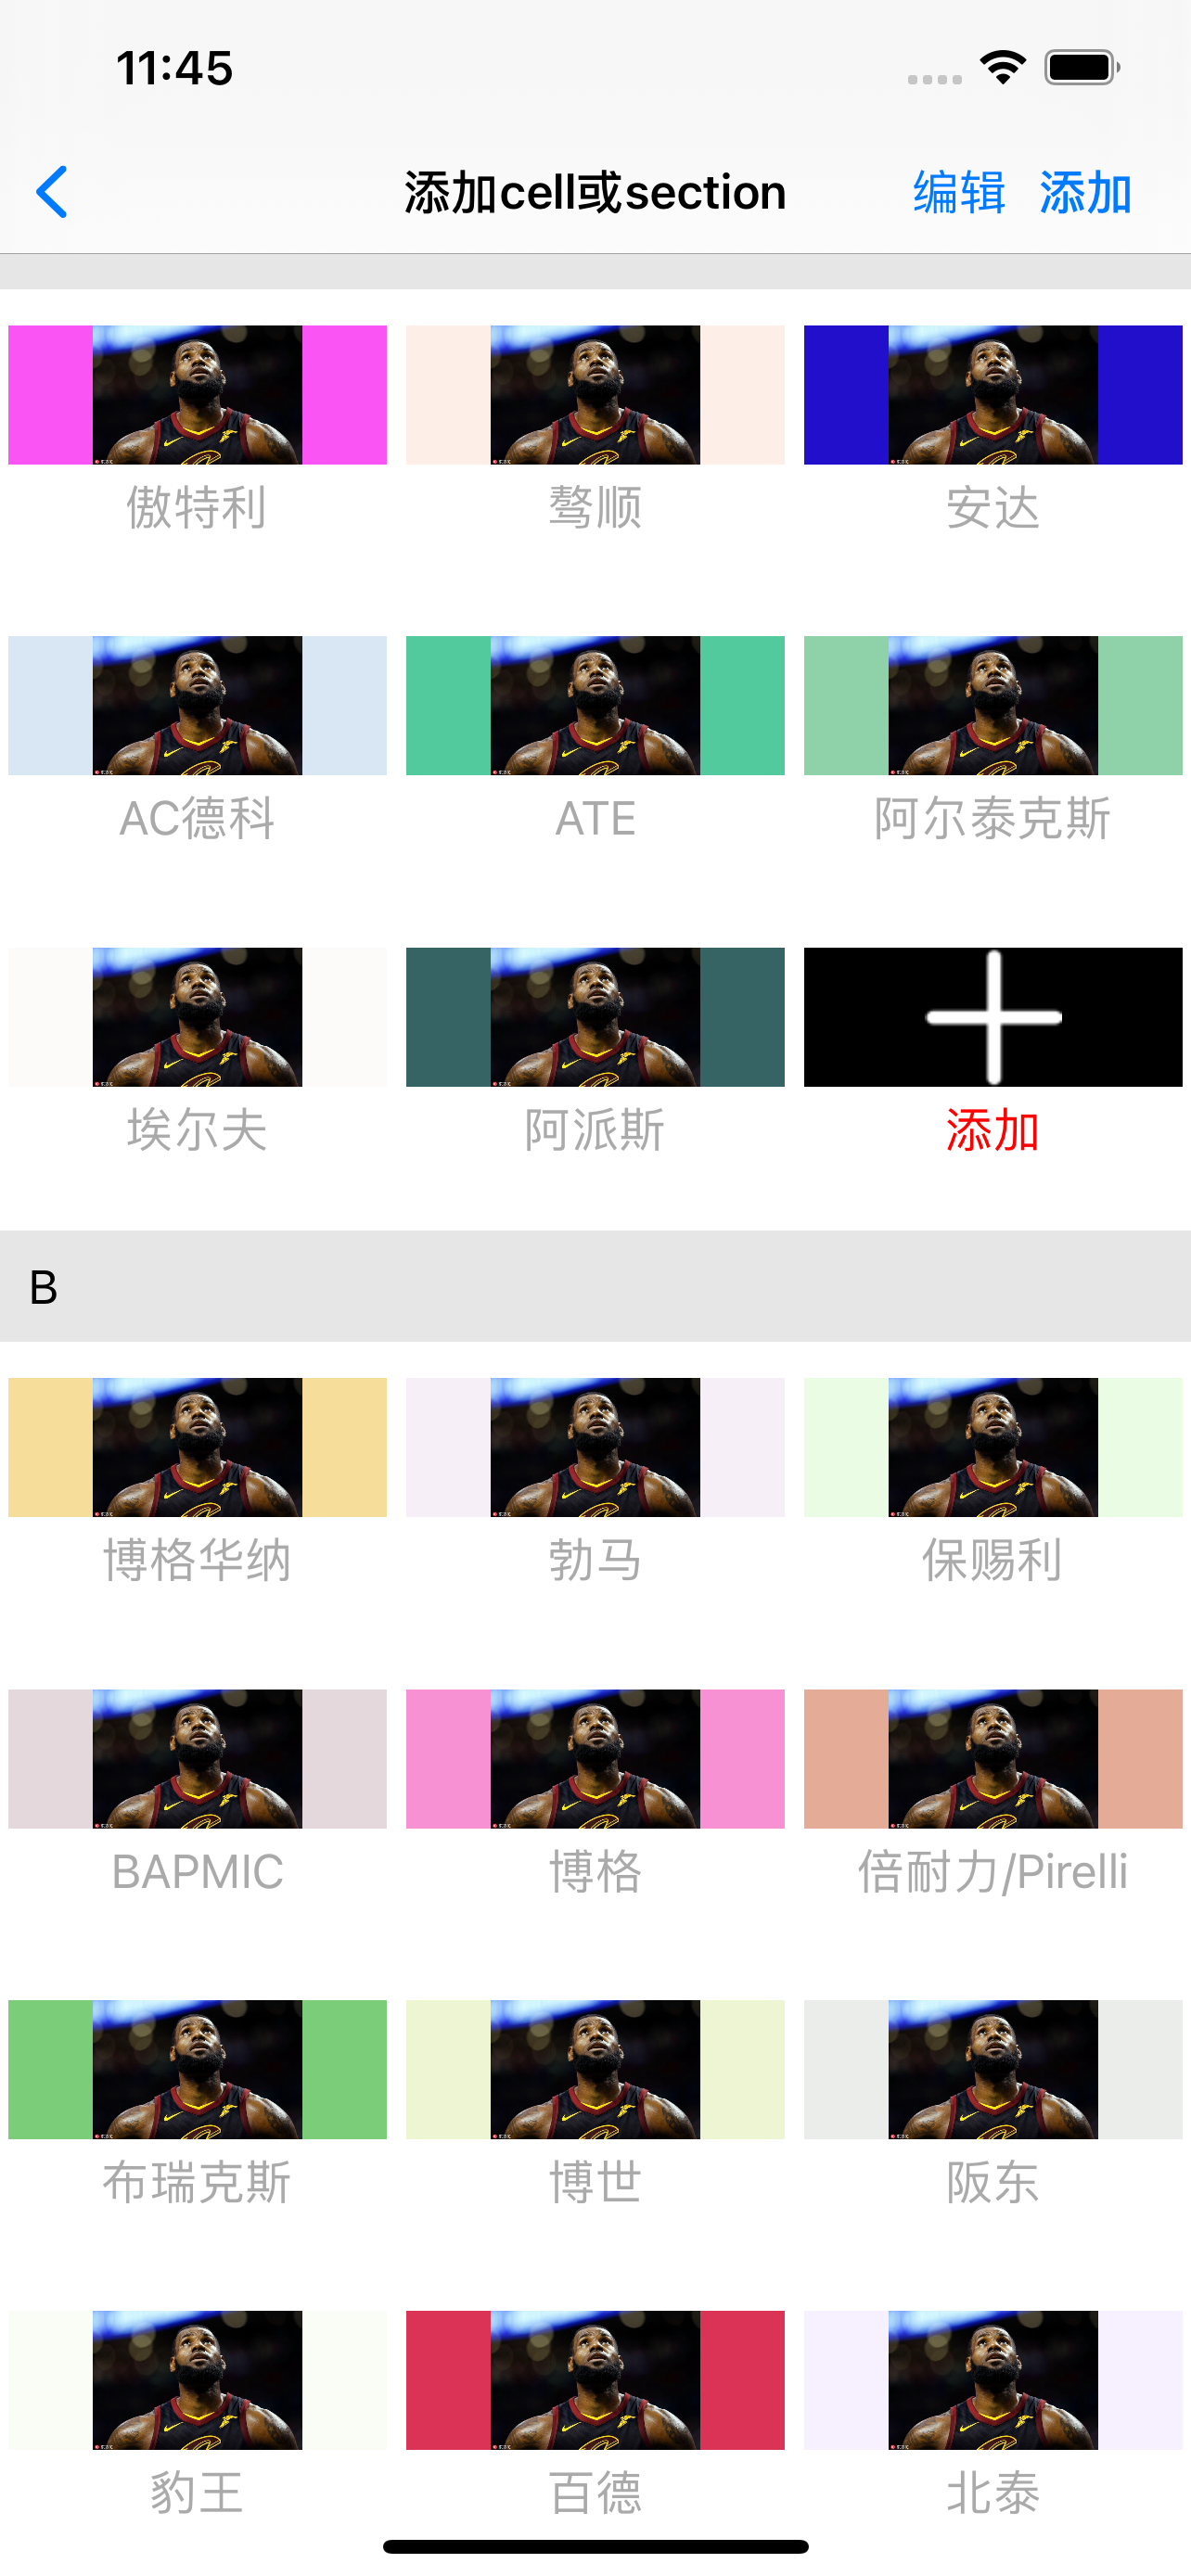 11:45
添加cell或section 编辑 添加
傲特利 骜顺 安达
AC德科 ATE 阿尔泰克斯
埃尔夫 阿派斯 添加
B
博格华纳 勃马 保赐利
BAPMIC 博格 倍耐力/Pirelli
布瑞克斯 博世 阪东
豹王 百德 北泰